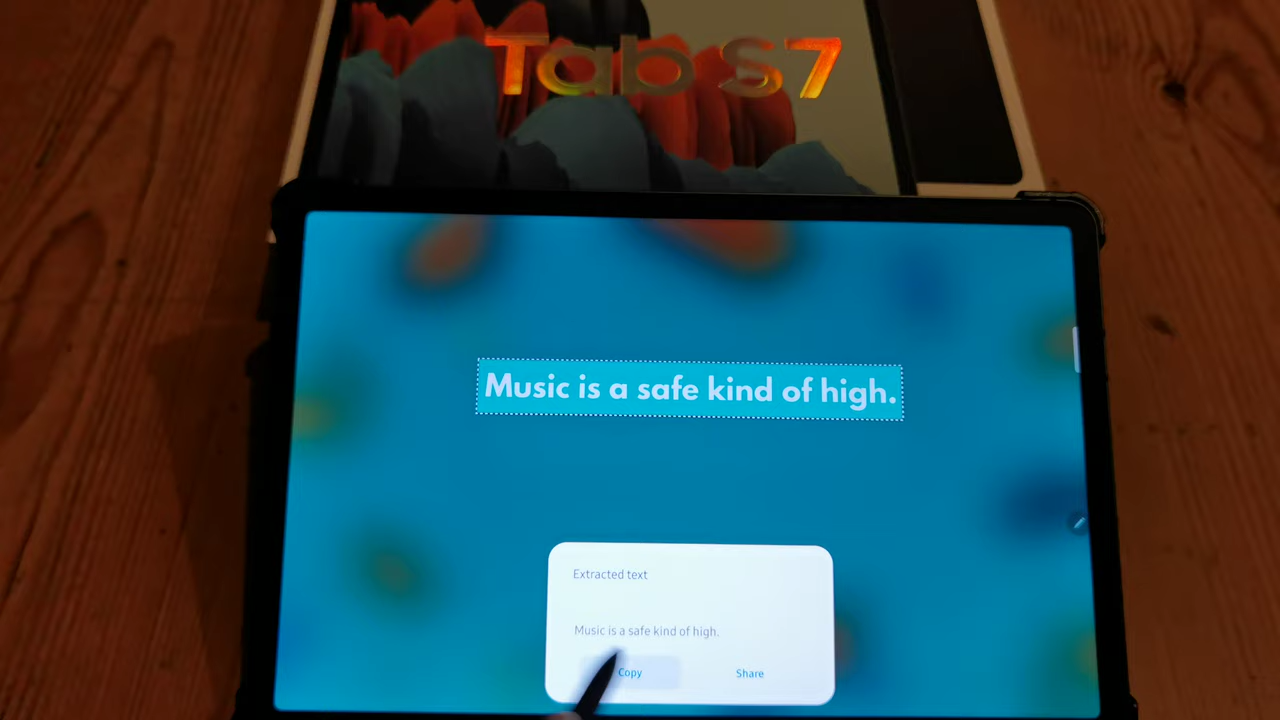 Tab S7
Music is a safe kind of high.
Extracted text
Music is a safe kind of high.
Copy
Share